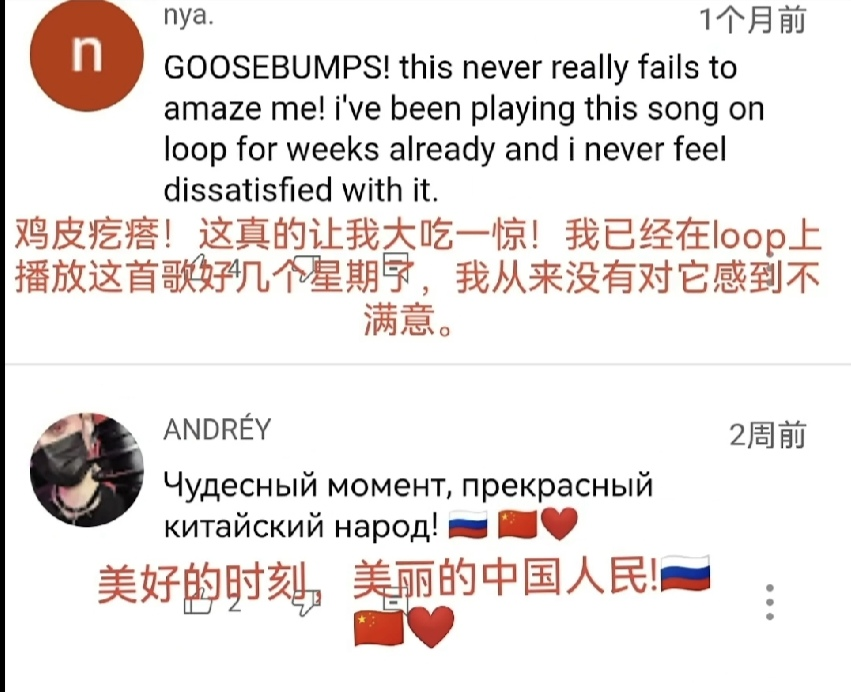 n
nya.
1个月前
GOOSEBUMPS! this never really fails to
amaze me! i've been playing this song on
loop for weeks already and i never feel
dissatisfied with it.
鸡皮疙瘩！这真的让我大吃一惊！我已经在loop上
播放这首歌好几个星期了，我从来没有对它感到不
满意。
4
ANDRÉY
2周前
Чудесный момент, прекрасный
китайский народ! 🇷🇺 🇨🇳❤️
美好的时刻，美丽的中国人民!🇷🇺
🇨🇳❤️
2